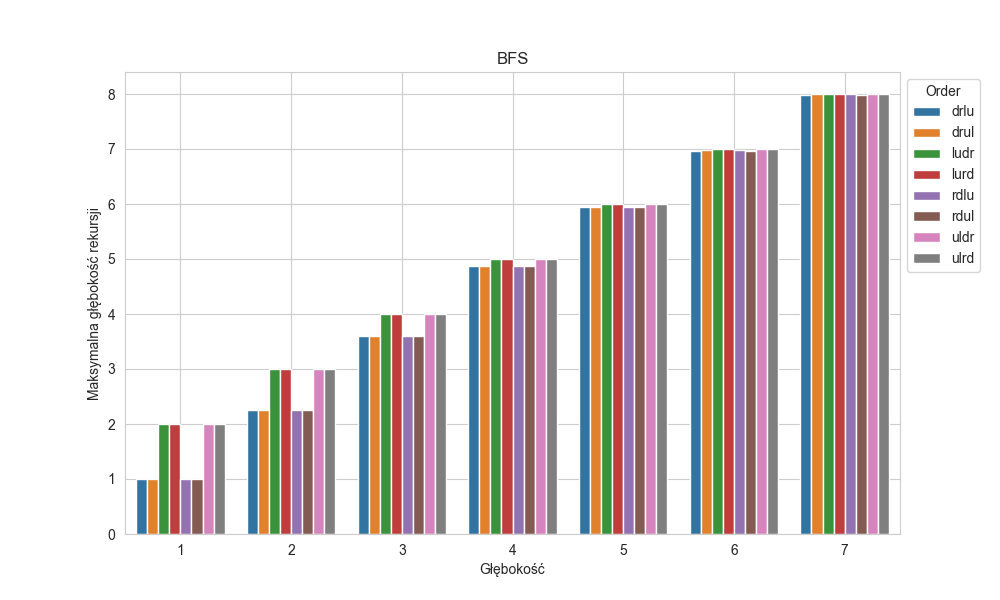 BFS
Maksymalna głębokość rekursji
8
7
6
5
4
3
2
1
0
1 2 3 4 5 6 7
Głębokość
Order
drlu
drul
ludr
lurd
rdlu
rdul
uldr
ulrd